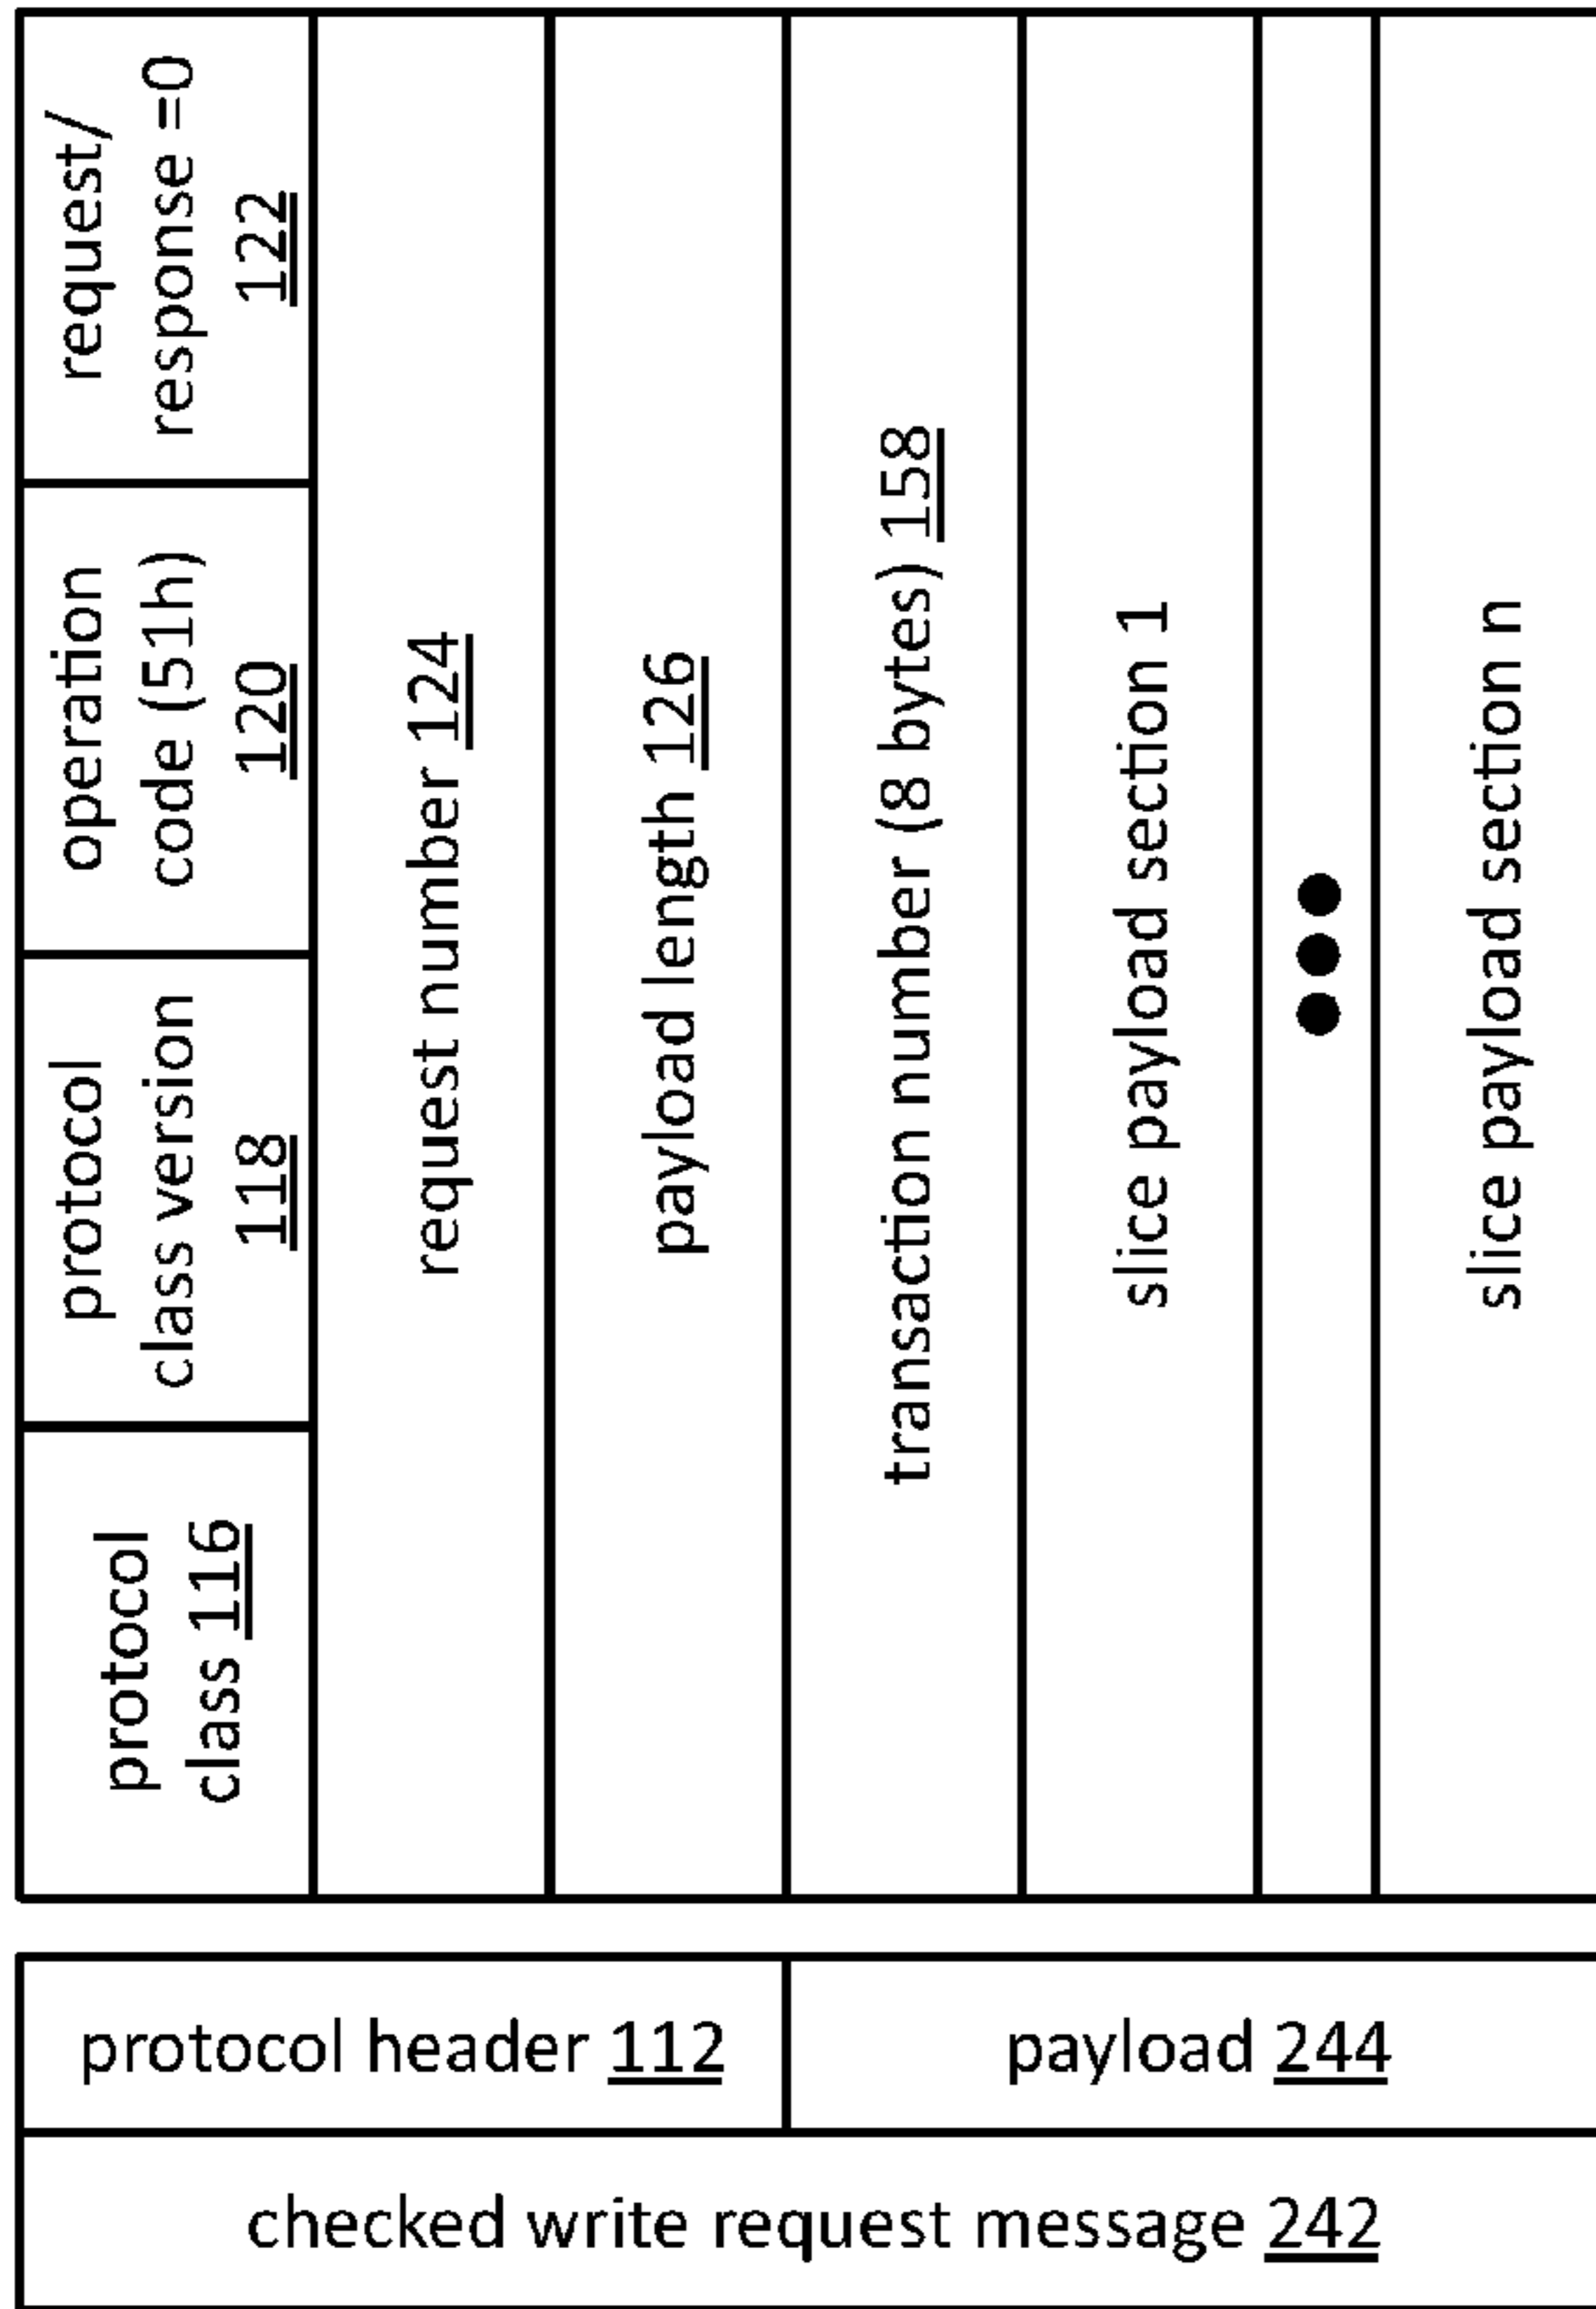 protocol
class 116
protocol
class version
118
operation
code (51h)
120
request/
response =0
122
request number 124
payload length 126
transaction number (8 bytes) 158
slice payload section 1
slice payload section n
protocol header 112
payload 244
checked write request message 242